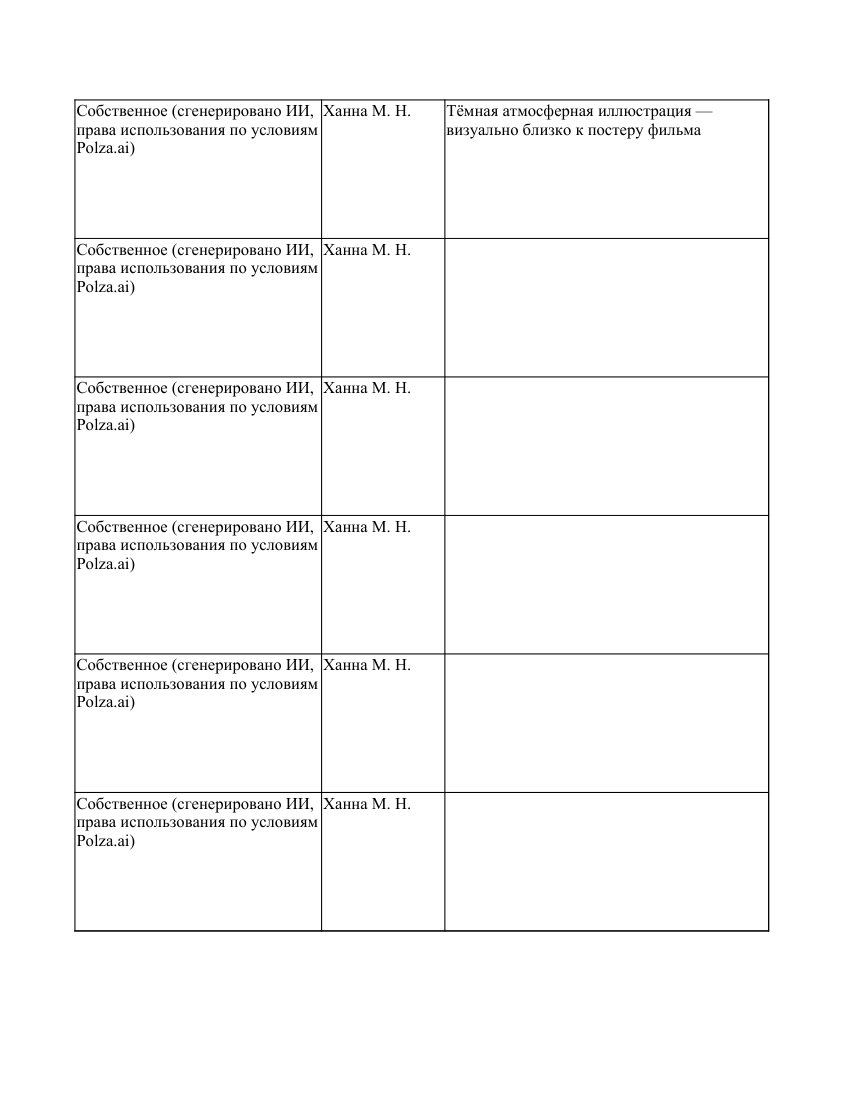 Собственное (сгенерировано ИИ, Ханна М. Н. Тёмная атмосферная иллюстрация —
права использования по условиям визуально близко к постеру фильма
Polza.ai)
Собственное (сгенерировано ИИ, Ханна М. Н.
права использования по условиям
Polza.ai)
Собственное (сгенерировано ИИ, Ханна М. Н.
права использования по условиям
Polza.ai)
Собственное (сгенерировано ИИ, Ханна М. Н.
права использования по условиям
Polza.ai)
Собственное (сгенерировано ИИ, Ханна М. Н.
права использования по условиям
Polza.ai)
Собственное (сгенерировано ИИ, Ханна М. Н.
права использования по условиям
Polza.ai)